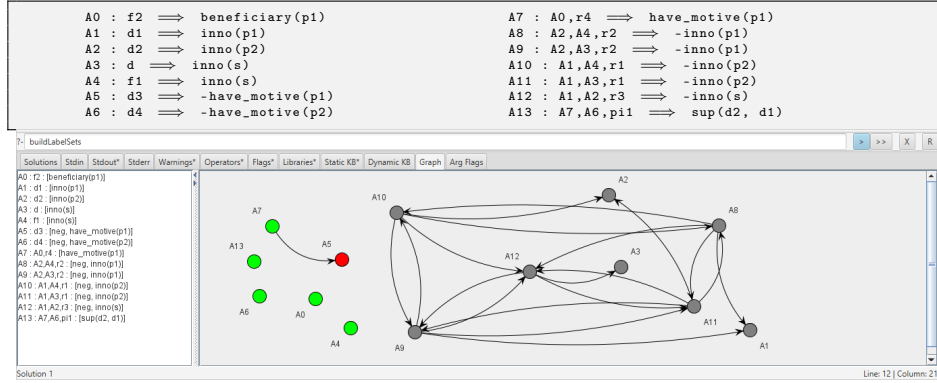 A0 : f2 ⟹ beneficiary(p1)
A1 : d1 ⟹ inno(p1)
A2 : d2 ⟹ inno(p2)
A3 : d ⟹ inno(s)
A4 : f1 ⟹ inno(s)
A5 : d3 ⟹ -have_motive(p1)
A6 : d4 ⟹ -have_motive(p2)
A7 : A0,r4 ⟹ have_motive(p1)
A8 : A2,A4,r2 ⟹ -inno(p1)
A9 : A2,A3,r2 ⟹ -inno(p1)
A10 : A1,A4,r1 ⟹ -inno(p2)
A11 : A1,A3,r1 ⟹ -inno(p2)
A12 : A1,A2,r3 ⟹ -inno(s)
A13 : A7,A6,pi1 ⟹ sup(d2, d1)
?- buildLabelSets > >> X R
Solutions Stdin Stdout* Stderr Warnings* Operators* Flags* Libraries* Static KB* Dynamic KB Graph Arg Flags
A0 : f2 : [beneficiary(p1)]
A1 : d1 : [inno(p1)]
A2 : d2 : [inno(p2)]
A3 : d : [inno(s)]
A4 : f1 : [inno(s)]
A5 : d3 : [neg, have_motive(p1)]
A6 : d4 : [neg, have_motive(p2)]
A7 : A0,r4 : [have_motive(p1)]
A8 : A2,A4,r2 : [neg, inno(p1)]
A9 : A2,A3,r2 : [neg, inno(p1)]
A10 : A1,A4,r1 : [neg, inno(p2)]
A11 : A1,A3,r1 : [neg, inno(p2)]
A12 : A1,A2,r3 : [neg, inno(s)]
A13 : A7,A6,pi1 : [sup(d2, d1)]
A2
A10
A7
A8
A13
A5
A12
A3
A6
A0
A11
A4
A9
A1
Solution 1
Line: 12 | Column: 21